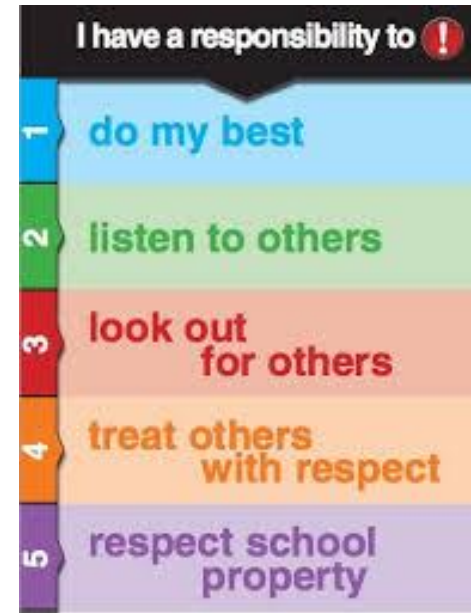 I have a responsibility to !
1
do my best
2
listen to others
3
look out
for others
4
treat others
with respect
5
respect school
property